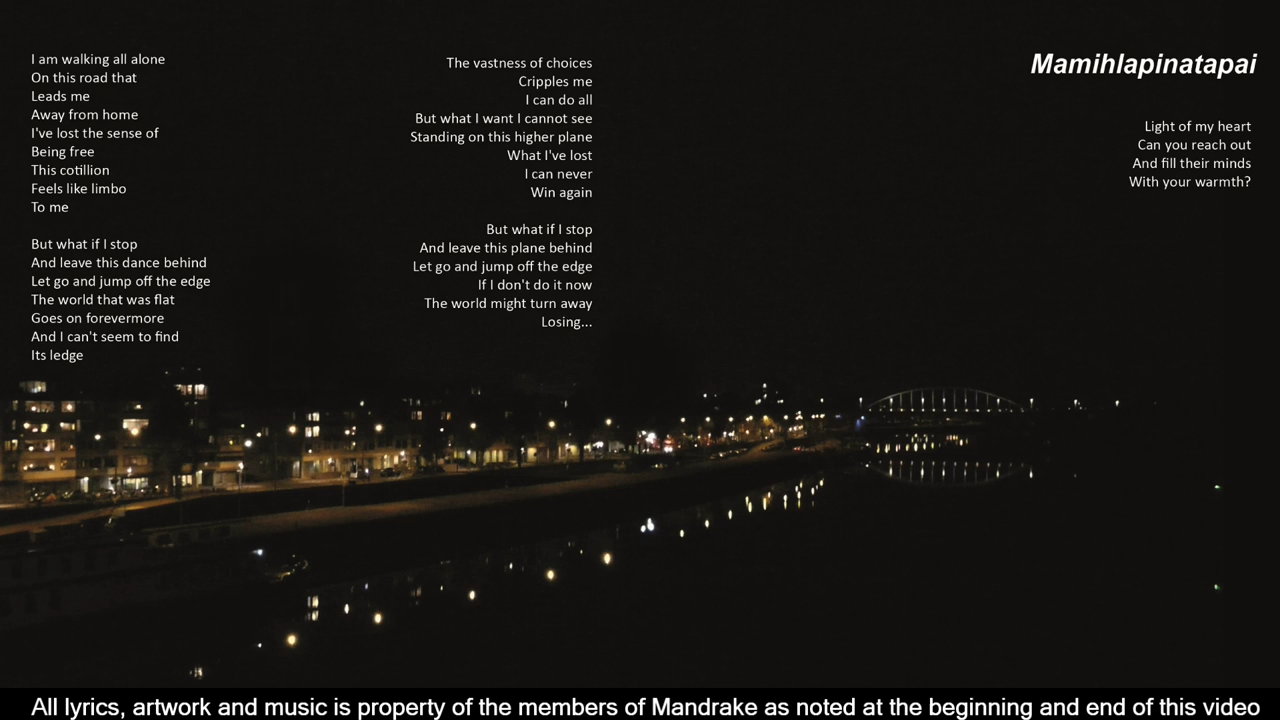 I am walking all alone
On this road that
Leads me
Away from home
I've lost the sense of
Being free
This cotillion
Feels like limbo
To me
But what if I stop
And leave this dance behind
Let go and jump off the edge
The world that was flat
Goes on forevermore
And I can't seem to find
Its ledge
The vastness of choices
Cripples me
I can do all
But what I want I cannot see
Standing on this higher plane
What I've lost
I can never
Win again
But what if I stop
And leave this plane behind
Let go and jump off the edge
If I don't do it now
The world might turn away
Losing...
Mamihlapinatapai
Light of my heart
Can you reach out
And fill their minds
With your warmth?
All lyrics, artwork and music is property of the members of Mandrake as noted at the beginning and end of this video